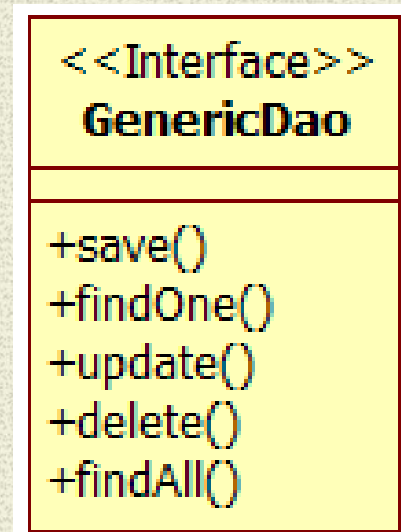 <<Interface>>
GenericDao
+save()
+findOne()
+update()
+delete()
+findAll()